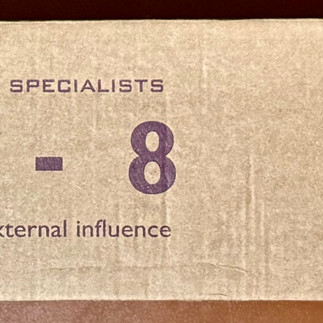 SPECIALISTS
- 8
xternal influence